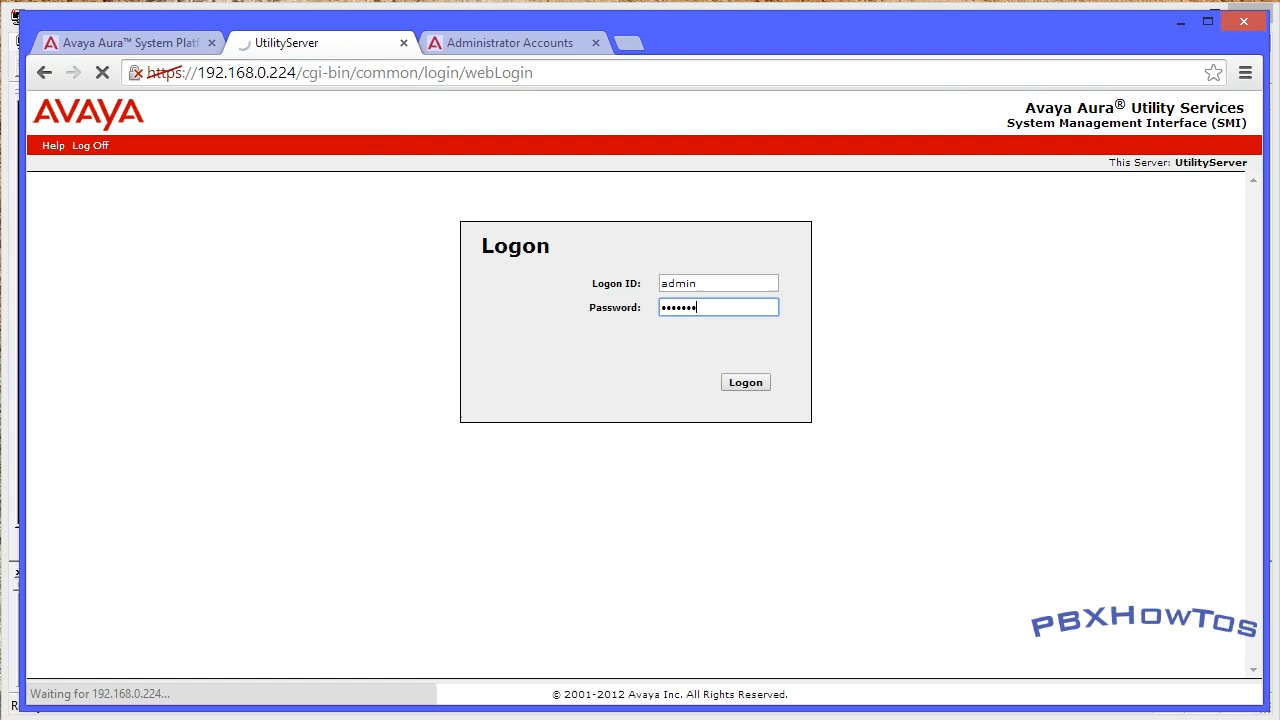 Avaya Aura™ System Platf
UtilityServer
Administrator Accounts
https://192.168.0.224/cgi-bin/common/login/webLogin
AVAYA
Avaya Aura® Utility Services
System Management Interface (SMI)
Help Log Off
This Server: UtilityServer
Logon
Logon ID: admin
Password: •••••••
Logon
PBXHowTos
Waiting for 192.168.0.224...
© 2001-2012 Avaya Inc. All Rights Reserved.